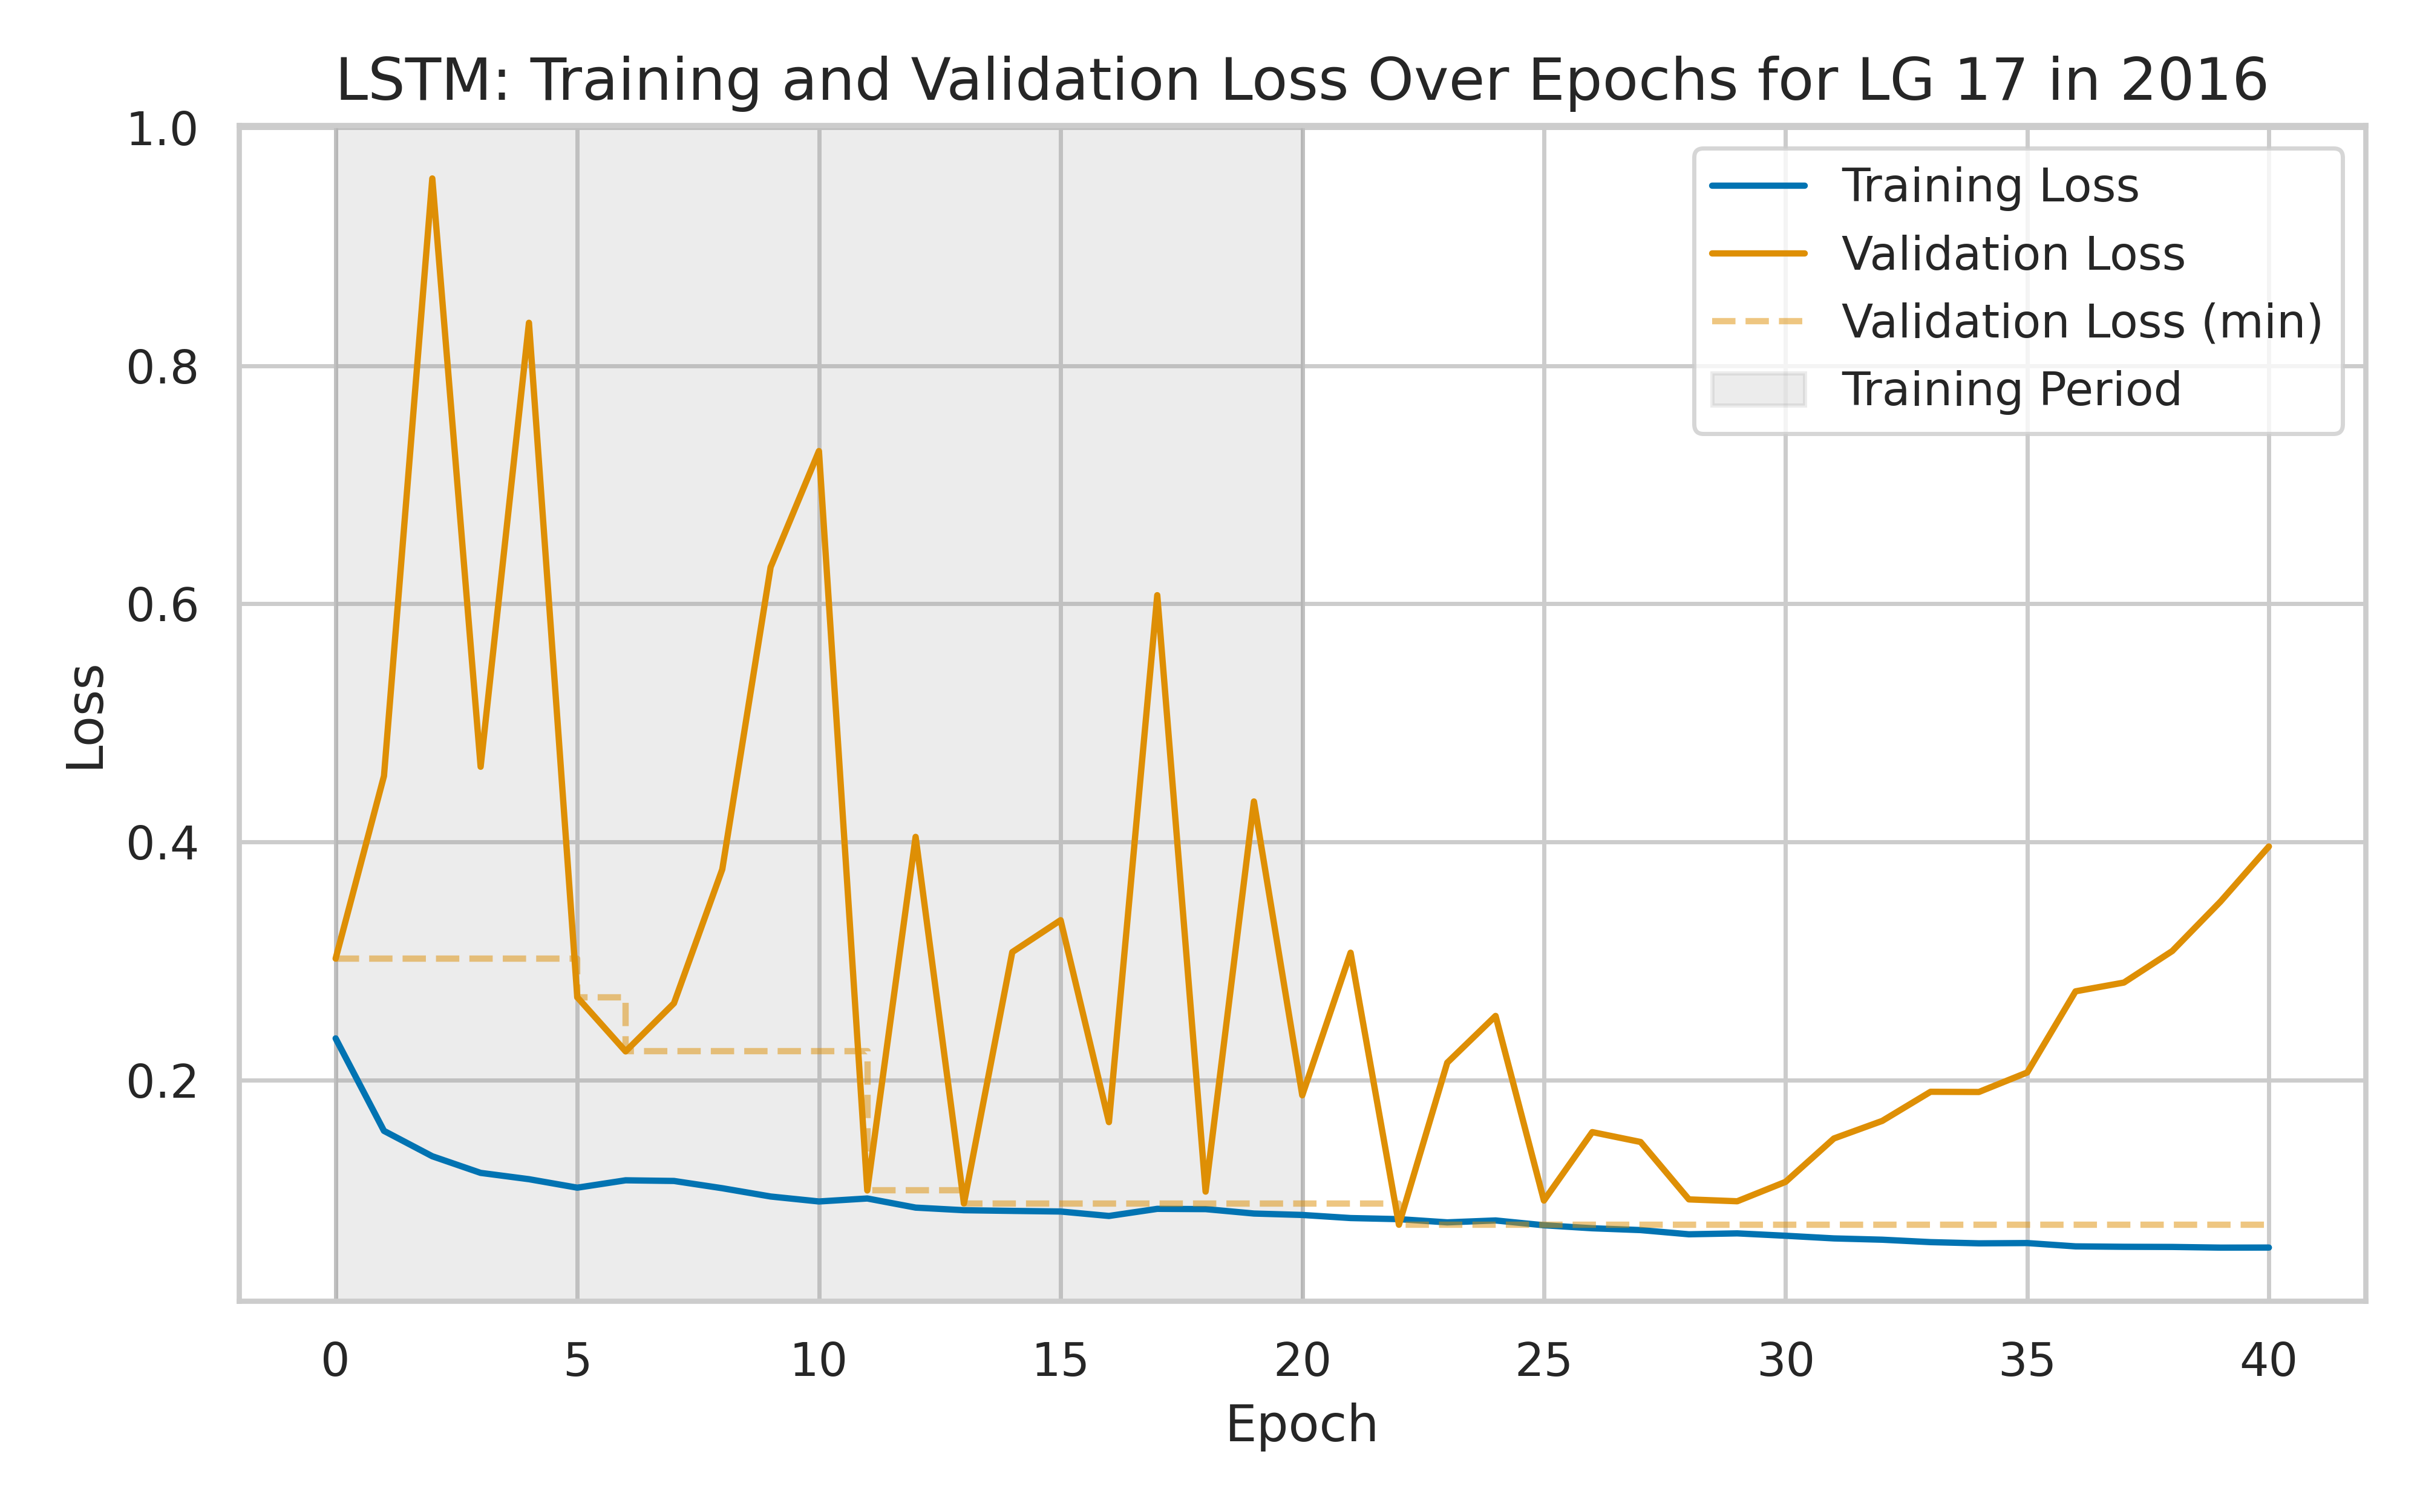 LSTM: Training and Validation Loss Over Epochs for LG 17 in 2016
1.0
0.8
0.6
0.4
0.2
Loss
Training Loss
Validation Loss
Validation Loss (min)
Training Period
0 5 10 15 20 25 30 35 40
Epoch